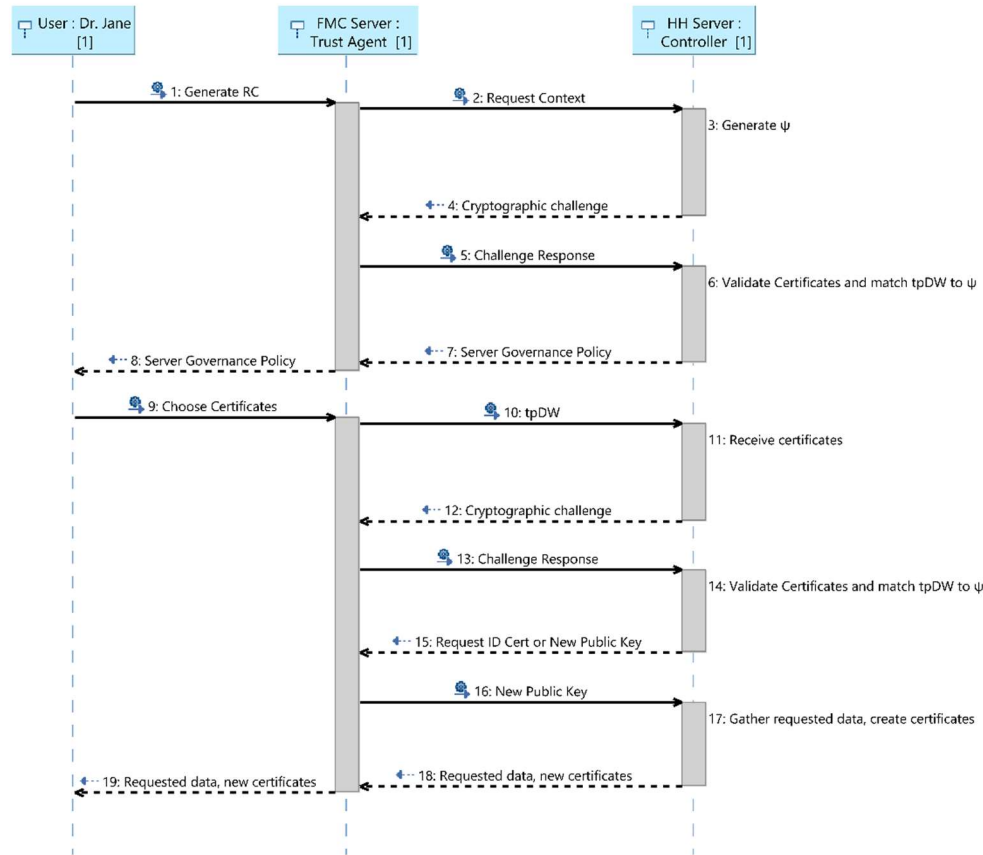 User : Dr. Jane
[1]
FMC Server :
Trust Agent [1]
HH Server :
Controller [1]
1: Generate RC
2: Request Context
3: Generate ψ
4: Cryptographic challenge
5: Challenge Response
6: Validate Certificates and match tpDW to ψ
7: Server Governance Policy
8: Server Governance Policy
9: Choose Certificates
10: tpDW
11: Receive certificates
12: Cryptographic challenge
13: Challenge Response
14: Validate Certificates and match tpDW to ψ
15: Request ID Cert or New Public Key
16: New Public Key
17: Gather requested data, create certificates
18: Requested data, new certificates
19: Requested data, new certificates